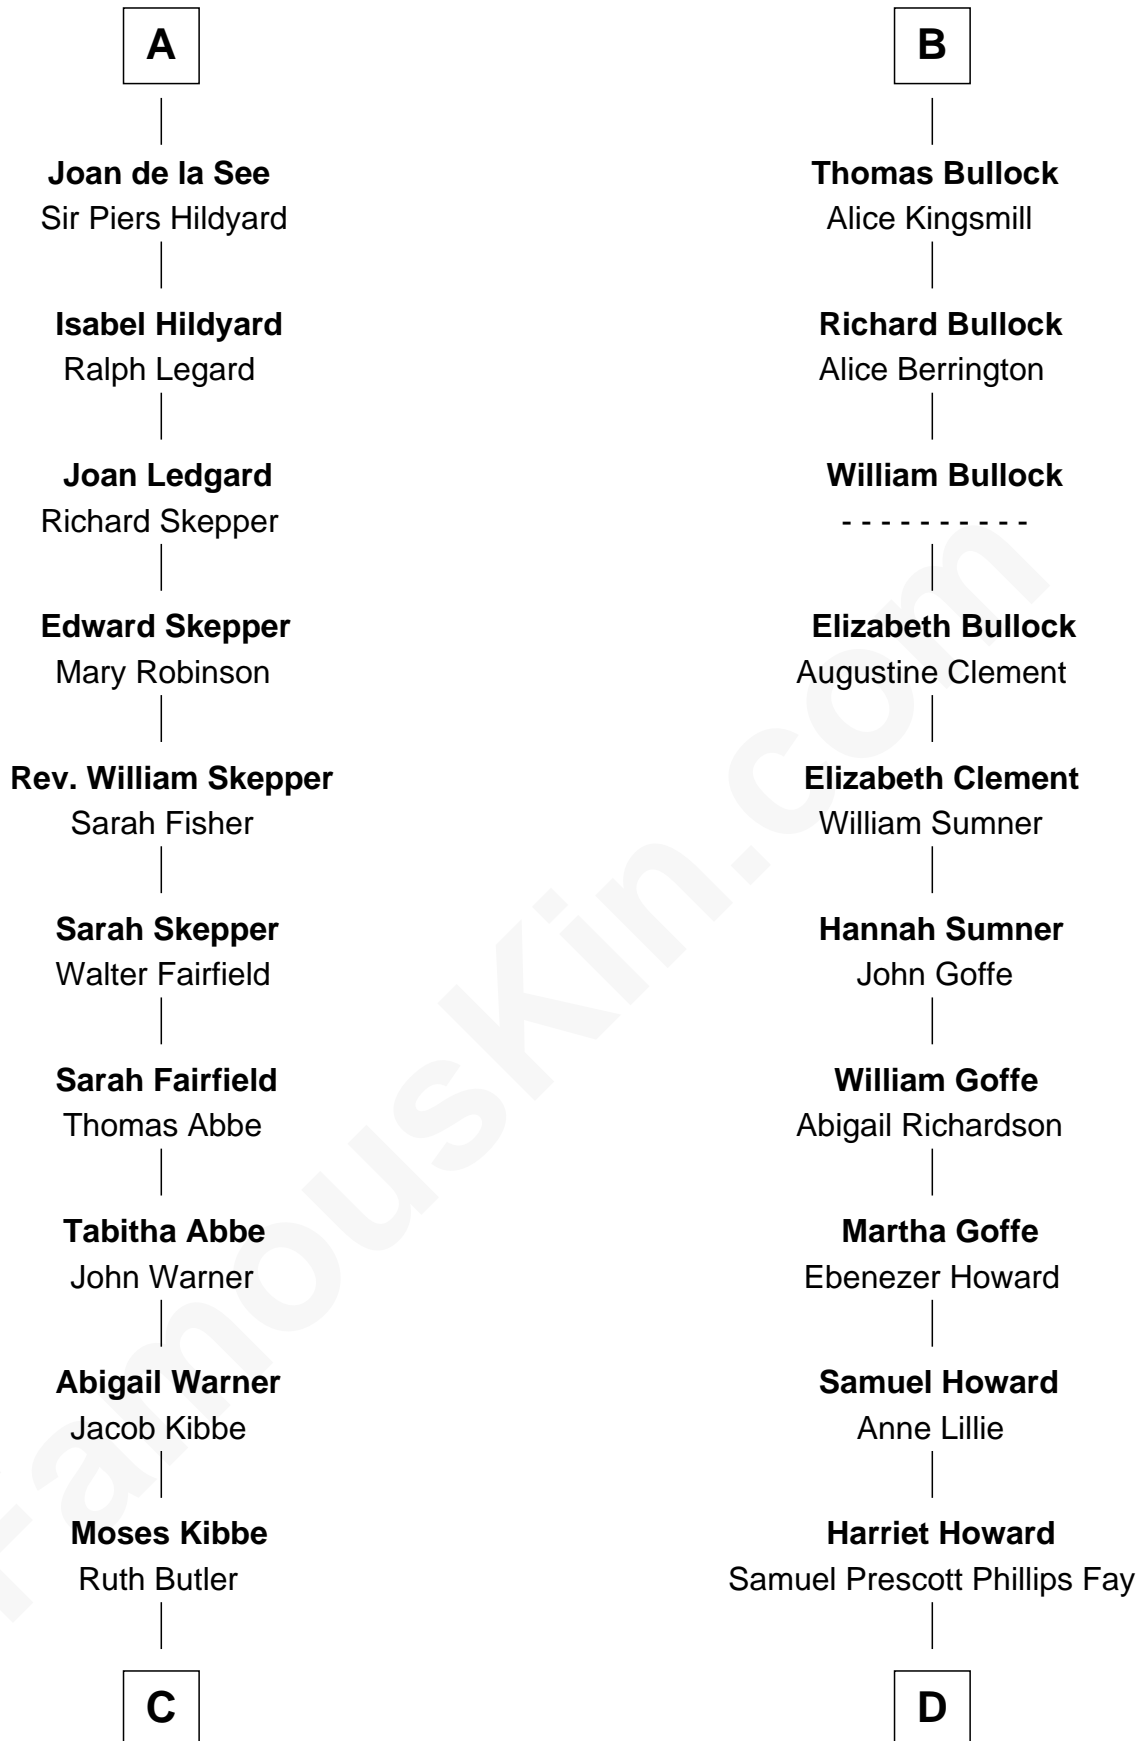 A
Joan de la See
Sir Piers Hildyard
Isabel Hildyard
Ralph Legard
Joan Ledgard
Richard Skepper
Edward Skepper
Mary Robinson
Rev. William Skepper
Sarah Fisher
Sarah Skepper
Walter Fairfield
Sarah Fairfield
Thomas Abbe
Tabitha Abbe
John Warner
Abigail Warner
Jacob Kibbe
Moses Kibbe
Ruth Butler
C
B
Thomas Bullock
Alice Kingsmill
Richard Bullock
Alice Berrington
William Bullock
- - - - - - - - - -
Elizabeth Bullock
Augustine Clement
Elizabeth Clement
William Sumner
Hannah Sumner
John Goffe
William Goffe
Abigail Richardson
Martha Goffe
Ebenezer Howard
Samuel Howard
Anne Lillie
Harriet Howard
Samuel Prescott Phillips Fay
D
FamousKin.com